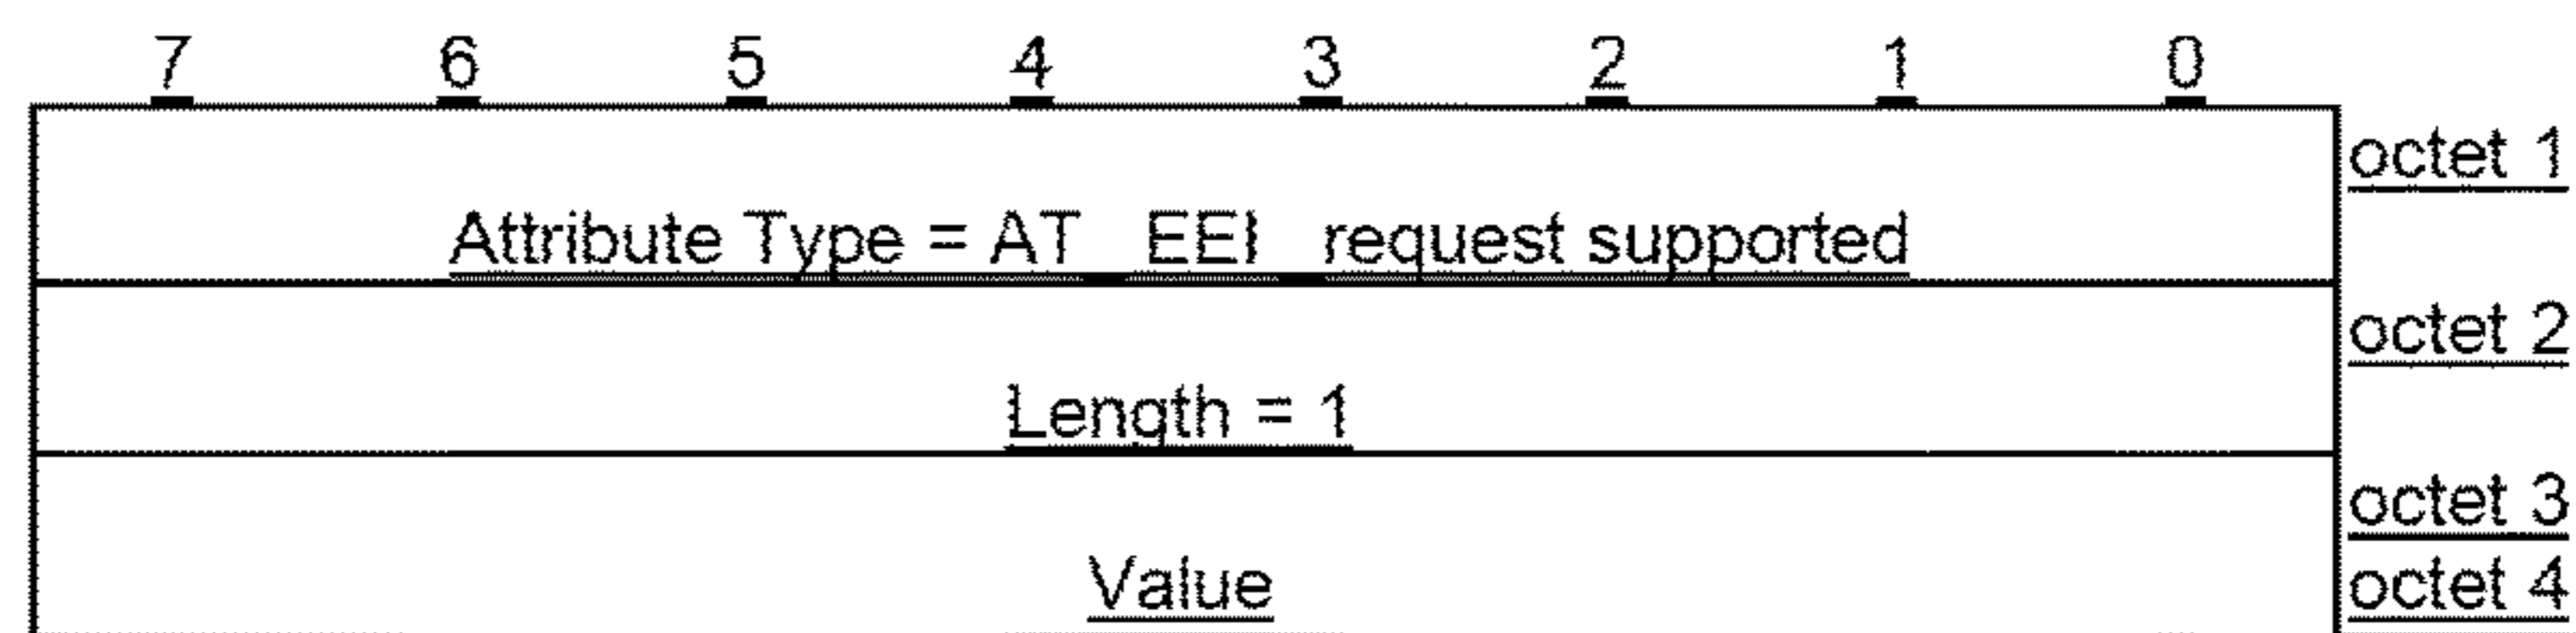 7 6 5 4 3 2 1 0
octet 1
Attribute Type = AT_EEI_request supported
octet 2
Length = 1
octet 3
Value octet 4